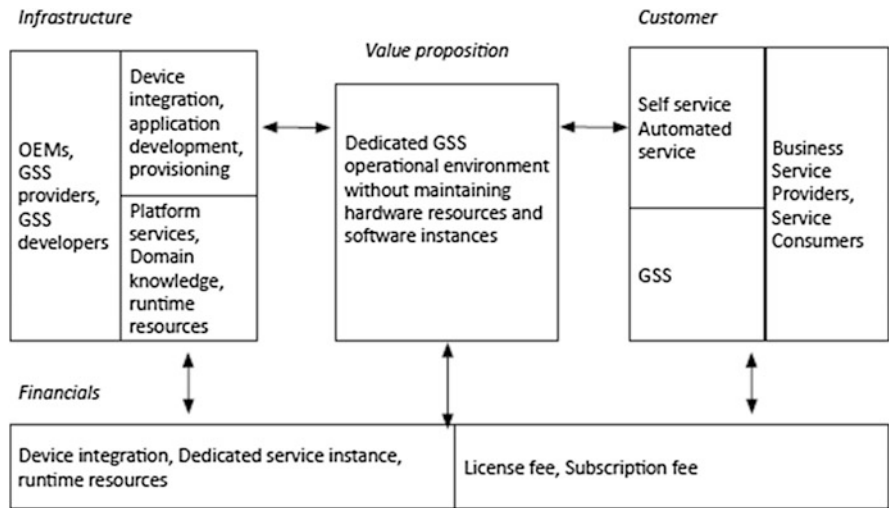 Infrastructure
Customer
Value proposition
OEMs,
GSS
providers,
GSS
developers
Device
integration,
application
development,
provisioning
Platform
services,
Domain
knowledge,
runtime
resources
Dedicated GSS
operational environment
without maintaining
hardware resources and
software instances
Self service
Automated
service
GSS
Business
Service
Providers,
Service
Consumers
Financials
Device integration, Dedicated service instance,
runtime resources
License fee, Subscription fee